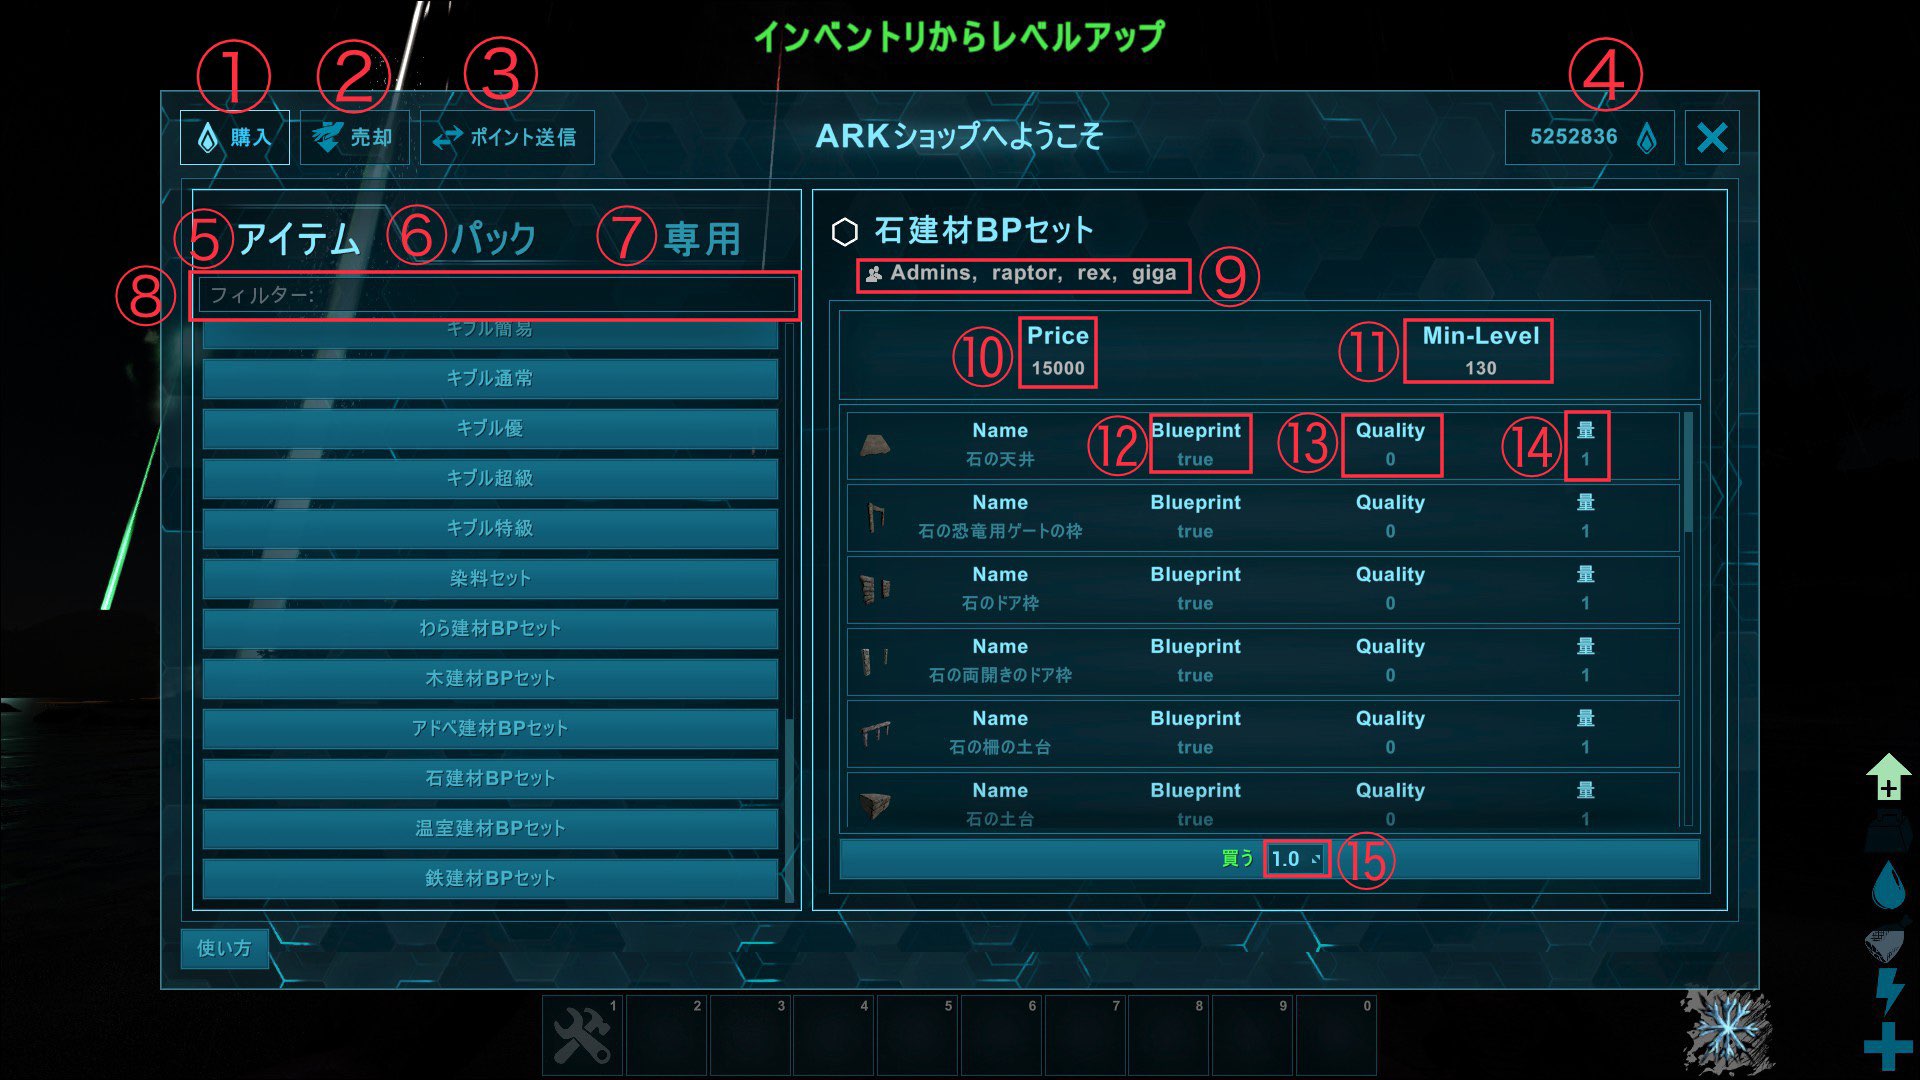 インベントリからレベルアップ
① ② ③ ④
購入 売却 ポイント送信
ARKショップへようこそ
5252836
⑤ アイテム ⑥ パック ⑦ 専用
⑧ フィルター:
キブル簡易
キブル通常
キブル優
キブル超級
キブル特級
染料セット
わら建材BPセット
木建材BPセット
アドベ建材BPセット
石建材BPセット
温室建材BPセット
鉄建材BPセット
使い方
石建材BPセット
Admins, raptor, rex, giga ⑨
⑩ Price ⑪ Min-Level
15000 130
Name ⑫ Blueprint ⑬ Quality ⑭ 量
石の天井 true 0 1
Name Blueprint Quality 量
石の恐竜用ゲートの枠 true 0 1
Name Blueprint Quality 量
石のドア枠 true 0 1
Name Blueprint Quality 量
石の両開きのドア枠 true 0 1
Name Blueprint Quality 量
石の柵の土台 true 0 1
Name Blueprint Quality 量
石の土台 true 0 1
買う 1.0 ⑮
1 2 3 4 5 6 7 8 9 0